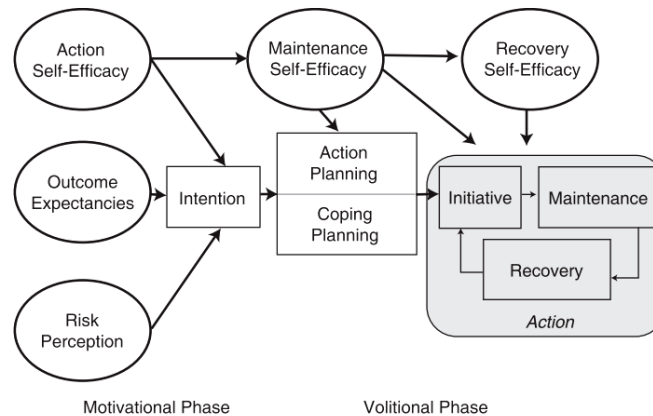 Action
Self-Efficacy
Maintenance
Self-Efficacy
Recovery
Self-Efficacy
Outcome
Expectancies
Intention
Action
Planning
Coping
Planning
Initiative
Maintenance
Recovery
Action
Risk
Perception
Motivational Phase
Volitional Phase